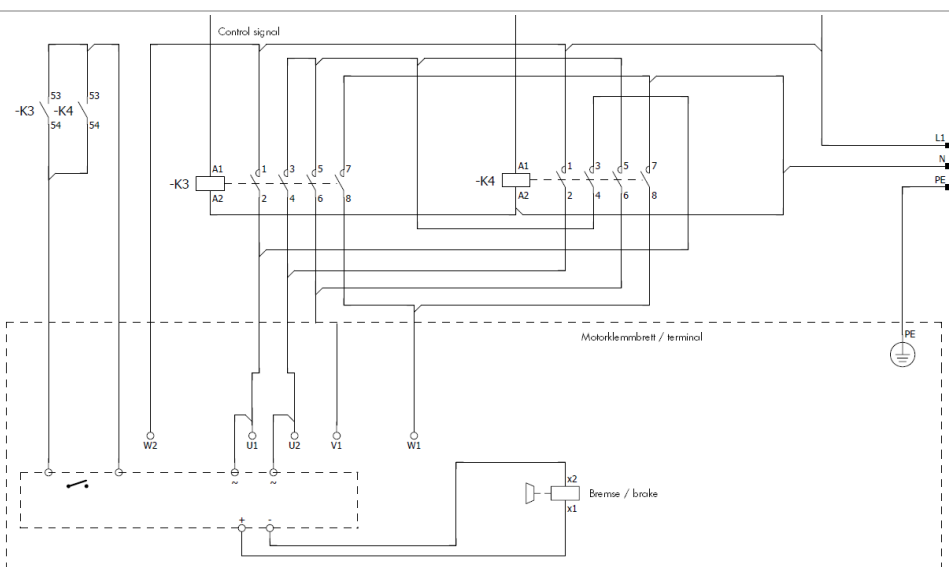 Control signal
-K3
53
54
-K4
53
54
L1
N
PE
-K3
A1
A2
1
2
3
4
5
6
7
8
-K4
A1
A2
1
2
3
4
5
6
7
8
Motorklemmbrett / terminal
PE
W2
U1
U2
V1
W1
~
~
+
-
x2
Bremse / brake
x1